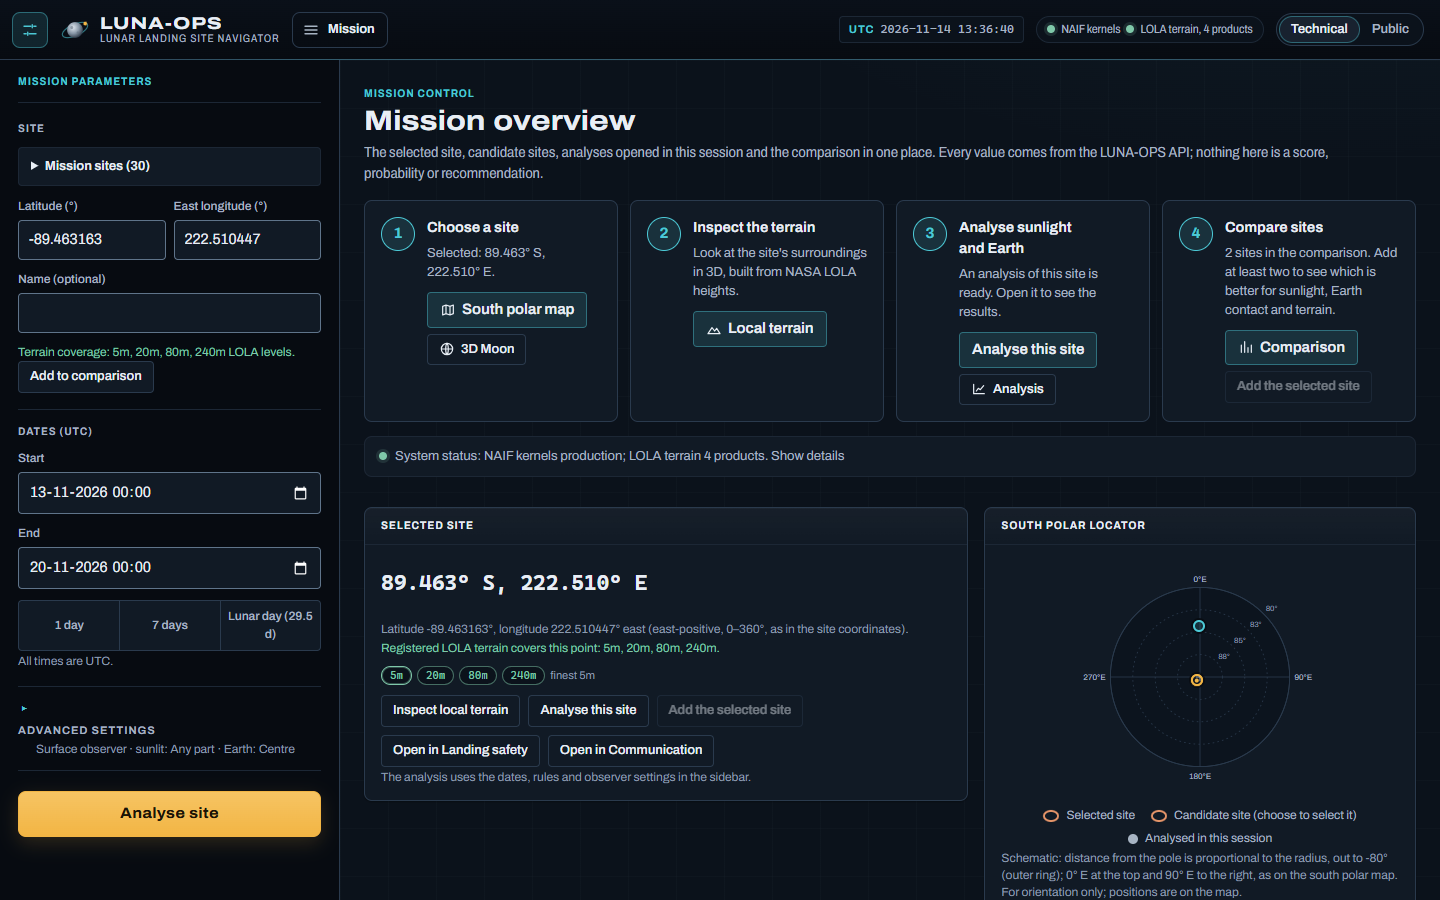 LUNA-OPS
LUNAR LANDING SITE NAVIGATOR
Mission
UTC 2026-11-14 13:36:40
NAIF kernels
LOLA terrain, 4 products
Technical
Public
MISSION PARAMETERS
SITE
Mission sites (30)
Latitude (°)
East longitude (°)
-89.463163
222.510447
Name (optional)
Terrain coverage: 5m, 20m, 80m, 240m LOLA levels.
Add to comparison
DATES (UTC)
Start
13-11-2026 00:00
End
20-11-2026 00:00
1 day
7 days
Lunar day (29.5
d)
All times are UTC.
ADVANCED SETTINGS
Surface observer · sunlit: Any part · Earth: Centre
Analyse site
MISSION CONTROL
Mission overview
The selected site, candidate sites, analyses opened in this session and the comparison in one place. Every value comes from the LUNA-OPS API; nothing here is a score,
probability or recommendation.
1
Choose a site
Selected: 89.463° S,
222.510° E.
South polar map
3D Moon
2
Inspect the terrain
Look at the site's surroundings
in 3D, built from NASA LOLA
heights.
Local terrain
3
Analyse sunlight
and Earth
An analysis of this site is
ready. Open it to see the
results.
Analyse this site
Analysis
4
Compare sites
2 sites in the comparison. Add
at least two to see which is
better for sunlight, Earth
contact and terrain.
Comparison
Add the selected site
System status: NAIF kernels production; LOLA terrain 4 products. Show details
SELECTED SITE
89.463° S, 222.510° E
Latitude -89.463163°, longitude 222.510447° east (east-positive, 0–360°, as in the site coordinates).
Registered LOLA terrain covers this point: 5m, 20m, 80m, 240m.
5m
20m
80m
240m
finest 5m
Inspect local terrain
Analyse this site
Add the selected site
Open in Landing safety
Open in Communication
The analysis uses the dates, rules and observer settings in the sidebar.
SOUTH POLAR LOCATOR
0°E
80°
83°
85°
88°
270°E
90°E
180°E
Selected site
Candidate site (choose to select it)
Analysed in this session
Schematic: distance from the pole is proportional to the radius, out to -80°
(outer ring); 0° E at the top and 90° E to the right, as on the south polar map.
For orientation only; positions are on the map.